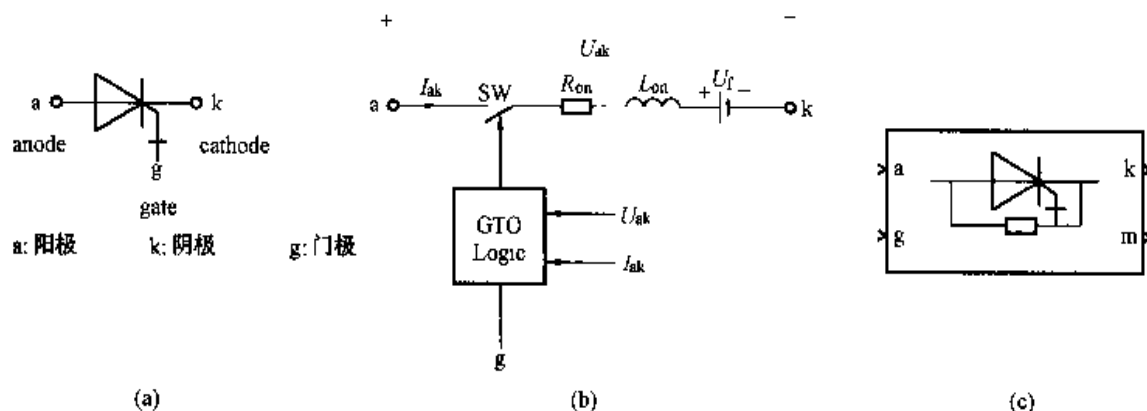 + −
U_ak
a I_ak SW R_on L_on + U_f − k
a k
anode cathode
g
gate
a: 阳极 k: 阴极 g: 门极
GTO
Logic
U_ak
I_ak
g
a k
g m
(a) (b) (c)